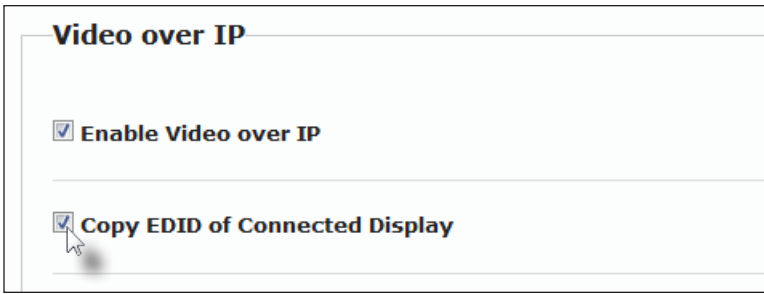 Video over IP
Enable Video over IP
Copy EDID of Connected Display